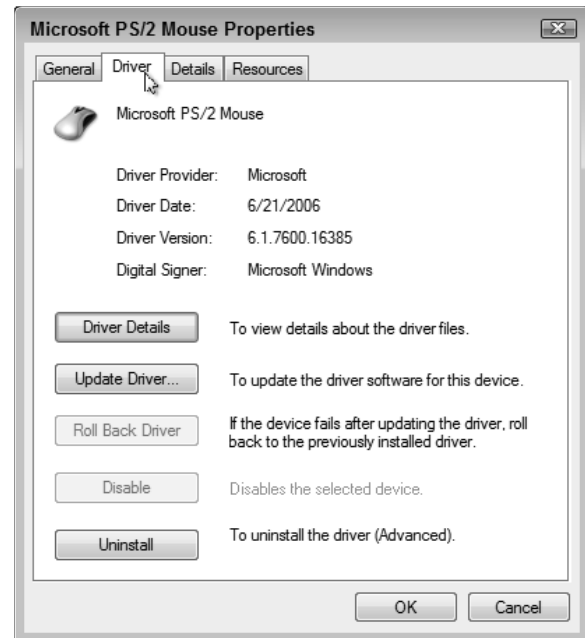 Microsoft PS/2 Mouse Properties
General Driver Details Resources
Microsoft PS/2 Mouse
Driver Provider: Microsoft
Driver Date: 6/21/2006
Driver Version: 6.1.7600.16385
Digital Signer: Microsoft Windows
Driver Details To view details about the driver files.
Update Driver... To update the driver software for this device.
Roll Back Driver If the device fails after updating the driver, roll
back to the previously installed driver.
Disable Disables the selected device.
Uninstall To uninstall the driver (Advanced).
OK Cancel